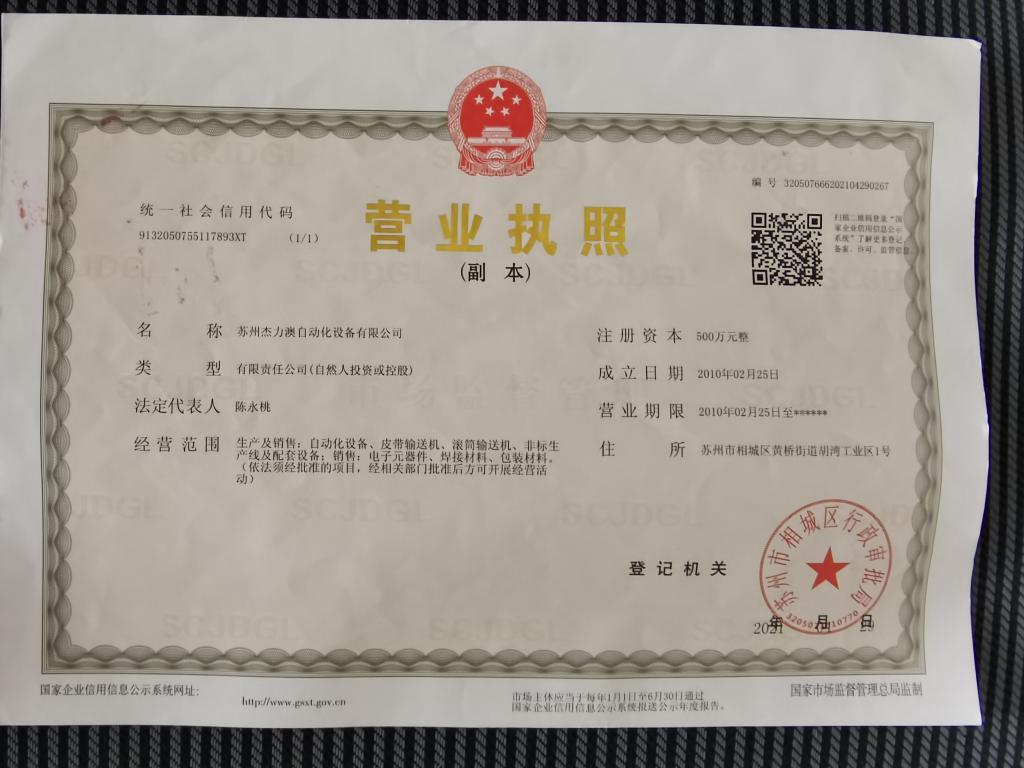 编 号 320507666202104290267
统一社会信用代码
9132050755117893XT (1/1)
营业执照
(副 本)
扫描二维码登录“国
家企业信用信息公示
系统”了解更多登记、
备案、许可、监管信息。
名 称 苏州杰力澳自动化设备有限公司
类 型 有限责任公司(自然人投资或控股)
法定代表人 陈永桃
经营范围 生产及销售：自动化设备、皮带输送机、滚筒输送机、非标生
产线及配套设备；销售：电子元器件、焊接材料、包装材料。
（依法须经批准的项目，经相关部门批准后方可开展经营活
动）
注册资本 500万元整
成立日期 2010年02月25日
营业期限 2010年02月25日至******
住 所 苏州市相城区黄桥街道胡湾工业区1号
登记机关
苏州市相城区行政审批局
2021年 月29日
国家企业信用信息公示系统网址：
http://www.gsxt.gov.cn
市场主体应当于每年1月1日至6月30日通过
国家企业信用信息公示系统报送公示年度报告。
国家市场监督管理总局监制